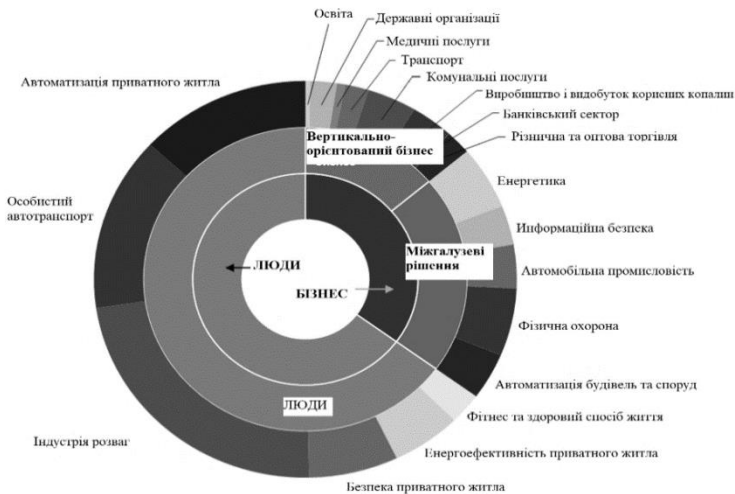 Освіта
Державні організації
Медичні послуги
Транспорт
Комунальні послуги
Виробництво і видобуток корисних копалин
Банківський сектор
Різнична та оптова торгівля
Автоматизація приватного житла
Вертикально-
орієнтований бізнес
Енергетика
Особистий
автотранспорт
Информаційна безпека
Міжгалузеві
рішення
ЛЮДИ
Автомобільна промисловість
БІЗНЕС
Фізична охорона
Автоматизація будівель та споруд
ЛЮДИ
Фітнес та здоровий спосіб життя
Індустрія розваг
Енергоефективність приватного житла
Безпека приватного житла